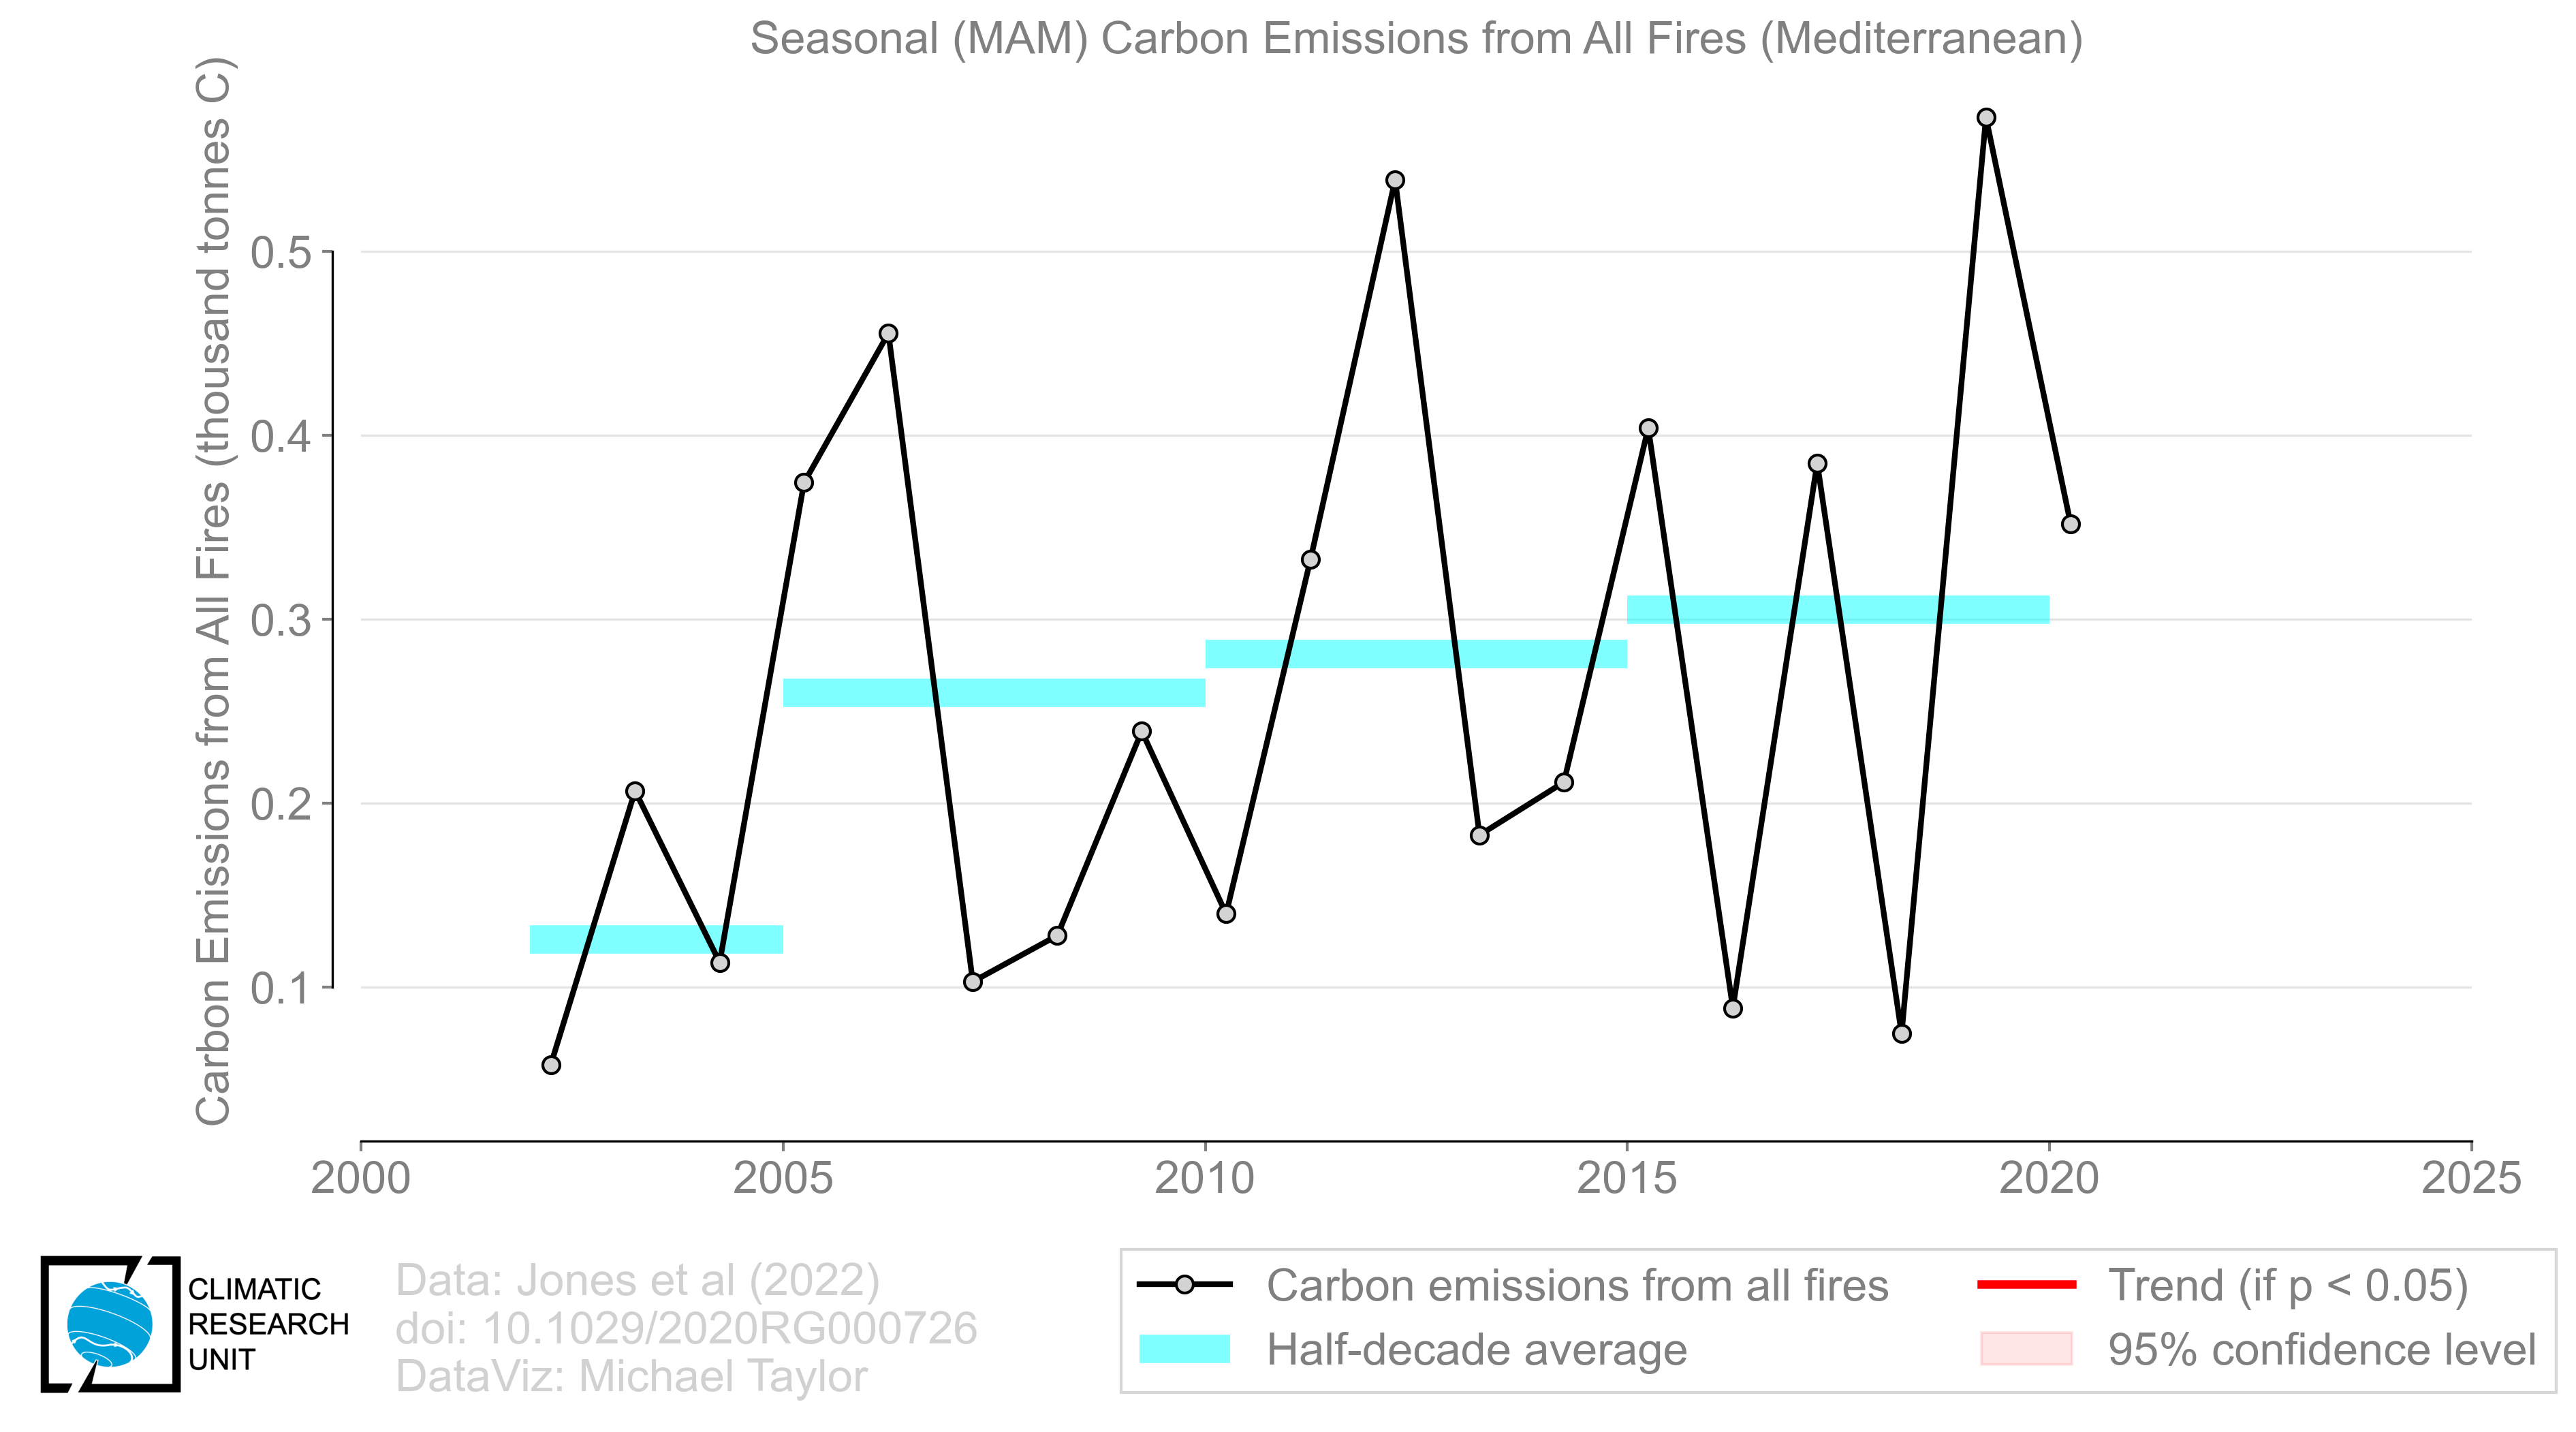 Seasonal (MAM) Carbon Emissions from All Fires (Mediterranean)
Carbon Emissions from All Fires (thousand tonnes C)
0.5
0.4
0.3
0.2
0.1
2000
2005
2010
2015
2020
2025
CLIMATIC
RESEARCH
UNIT
Data: Jones et al (2022)
doi: 10.1029/2020RG000726
DataViz: Michael Taylor
Carbon emissions from all fires
Half-decade average
Trend (if p < 0.05)
95% confidence level